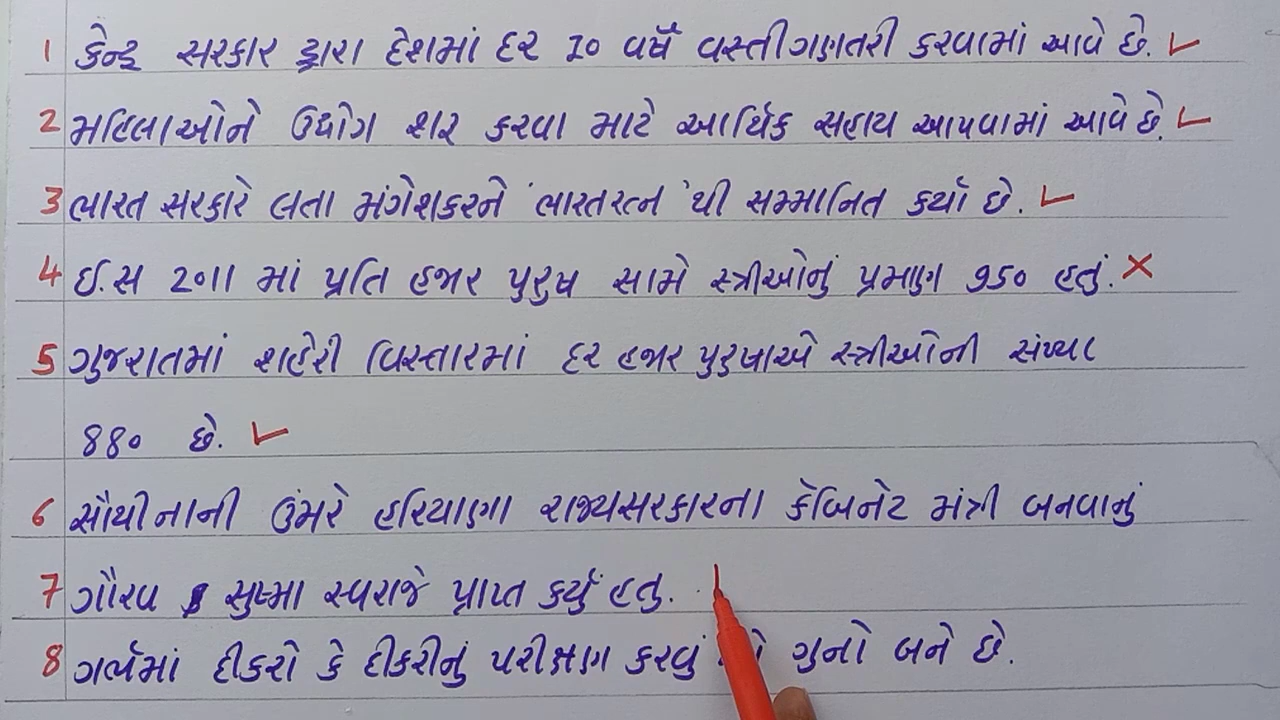 1 કેન્દ્ર સરકાર દ્વારા દેશમાં દર 10 વર્ષે વસ્તીગણતરી કરવામાં આવે છે. ✓
2 મહિલાઓને ઉદ્યોગ શરૂ કરવા માટે આર્થિક સહાય આપવામાં આવે છે. ✓
3 ભારત સરકારે લતા મંગેશકરને 'ભારતરત્ન'થી સમ્માનિત કર્યાં છે. ✓
4 ઈ.સ 2011 માં પ્રતિ હજાર પુરુષ સામે સ્ત્રીઓનું પ્રમાણ 950 હતું. ✗
5 ગુજરાતમાં શહેરી વિસ્તારમાં દર હજાર પુરુષોએ સ્ત્રીઓની સંખ્યા
880 છે. ✓
6 સૌથી નાની ઉંમરે હરિયાણા રાજ્યસરકારના કેબિનેટ મંત્રી બનવાનું
7 ગૌરવ સુષ્મા સ્વરાજે પ્રાપ્ત કર્યું હતુ.
8 ગર્ભમાં દીકરો કે દીકરીનું પરીક્ષણ કરવું ગુનો બને છે.